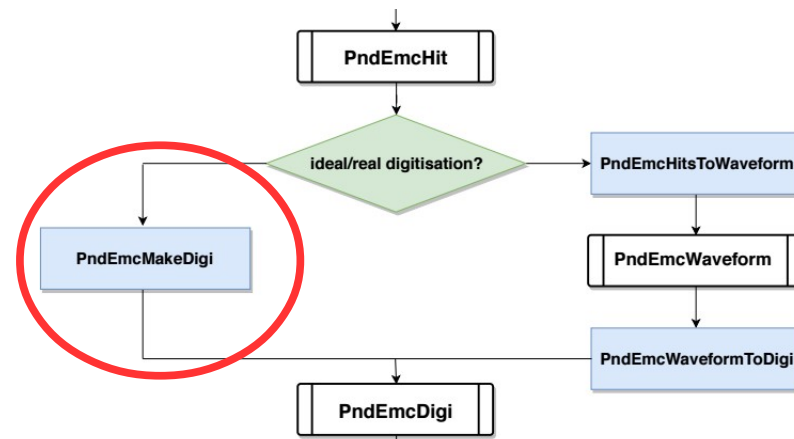 PndEmcHit
ideal/real digitisation?
PndEmcHitsToWaveform
PndEmcMakeDigi
PndEmcWaveform
PndEmcWaveformToDigi
PndEmcDigi